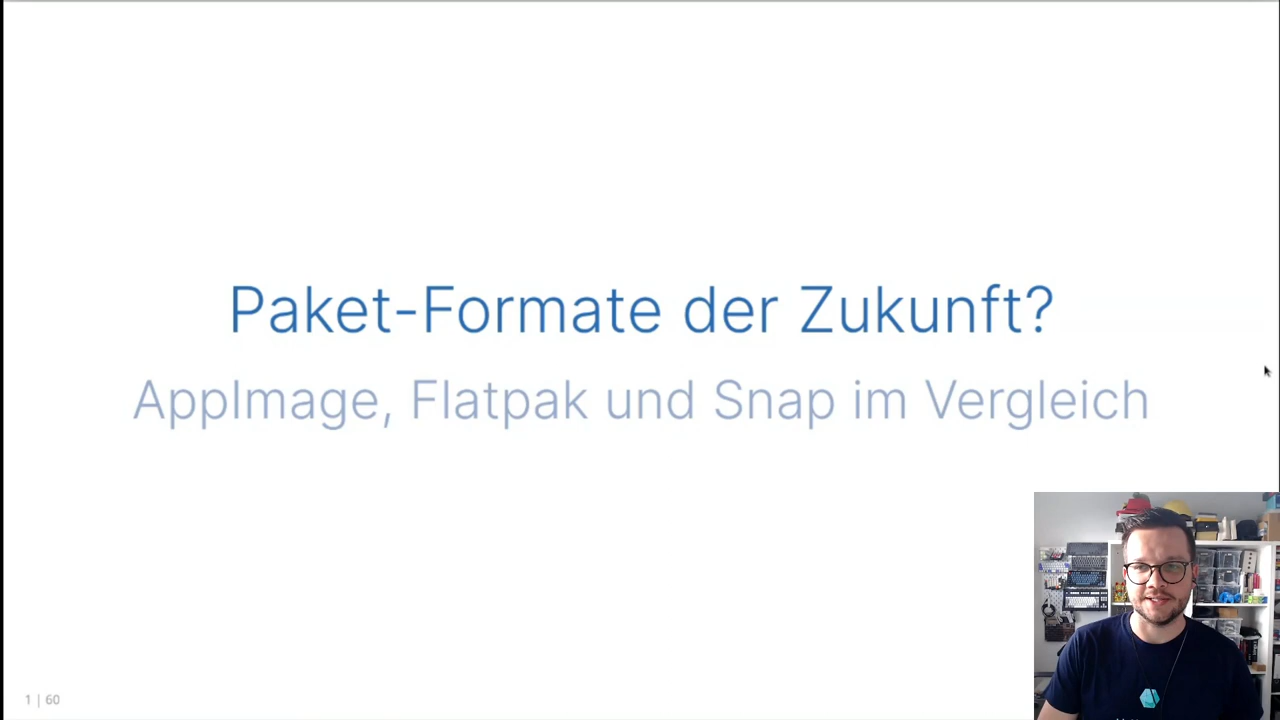 Paket-Formate der Zukunft?
AppImage, Flatpak und Snap im Vergleich
1 | 60